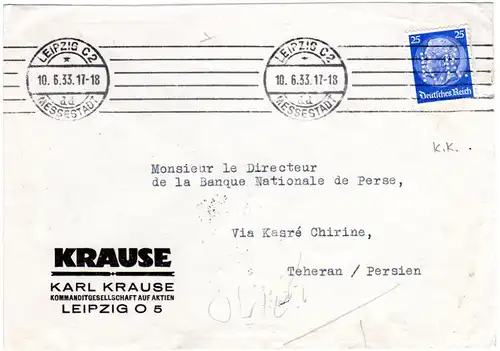 LEIPZIG C2
10.6.33.17-18
d.d
MESSESTADT
LEIPZIG C2
10.6.33.17-18
d.d
MESSESTADT
25 25
Deutsches Reich
K.K.
Monsieur le Directeur
de la Banque Nationale de Perse,
Via Kasré Chirine,
Teheran / Persien
KRAUSE
KARL KRAUSE
KOMMANDITGESELLSCHAFT AUF AKTIEN
LEIPZIG O 5